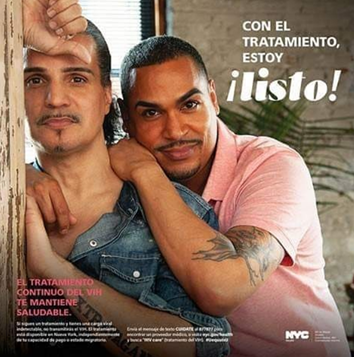 CON EL
TRATAMIENTO,
ESTOY
¡listo!
EL TRATAMIENTO
CONTINUO DEL VIH
TE MANTIENE
SALUDABLE.
Si sigues un tratamiento y tienes una carga viral
indetectable, no transmitirás el VIH. El tratamiento
está disponible en Nueva York, independientemente
de tu capacidad de pago o estado migratorio.
Envía el mensaje de texto CUIDATE al 877877 para
encontrar un proveedor médico, o visita nyc.gov/health
y busca "HIV care" (tratamiento del VIH). #BeSureNYC
NYC